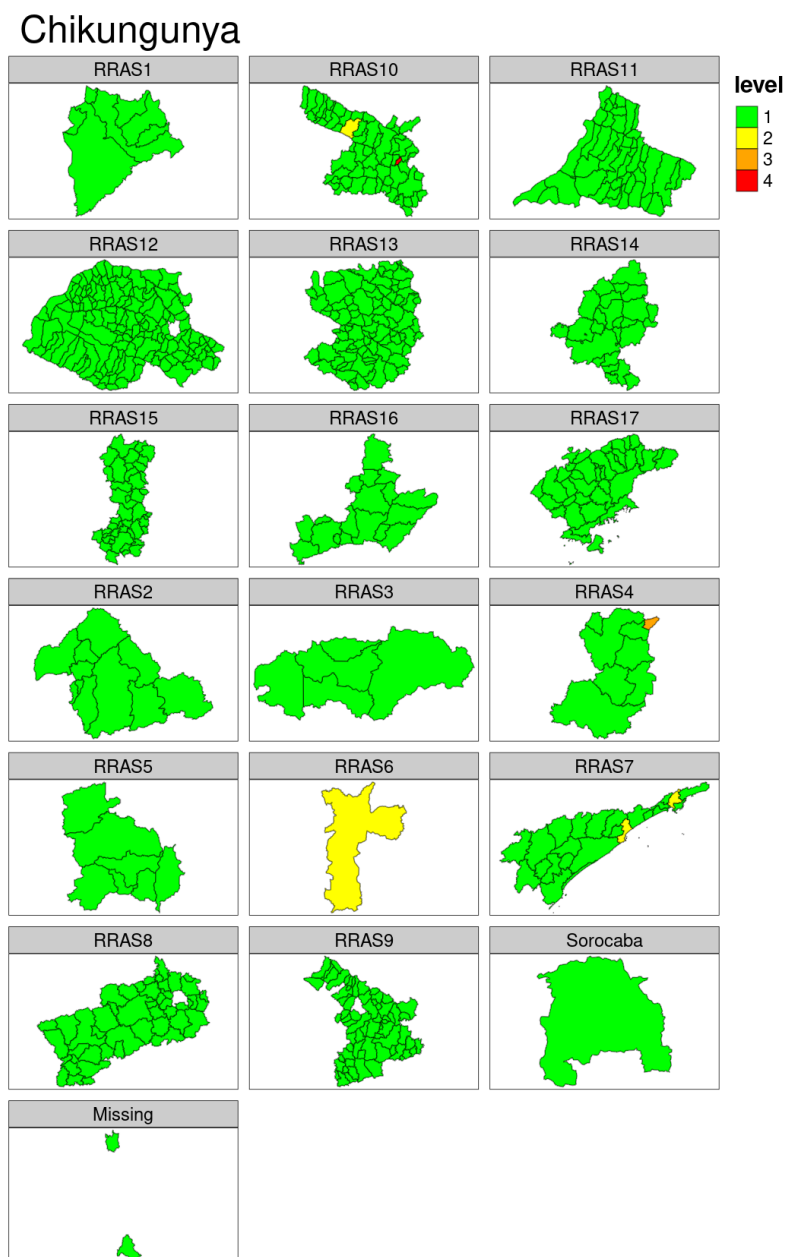 Chikungunya
RRAS1
RRAS10
RRAS11
level
1
2
3
4
RRAS12
RRAS13
RRAS14
RRAS15
RRAS16
RRAS17
RRAS2
RRAS3
RRAS4
RRAS5
RRAS6
RRAS7
RRAS8
RRAS9
Sorocaba
Missing